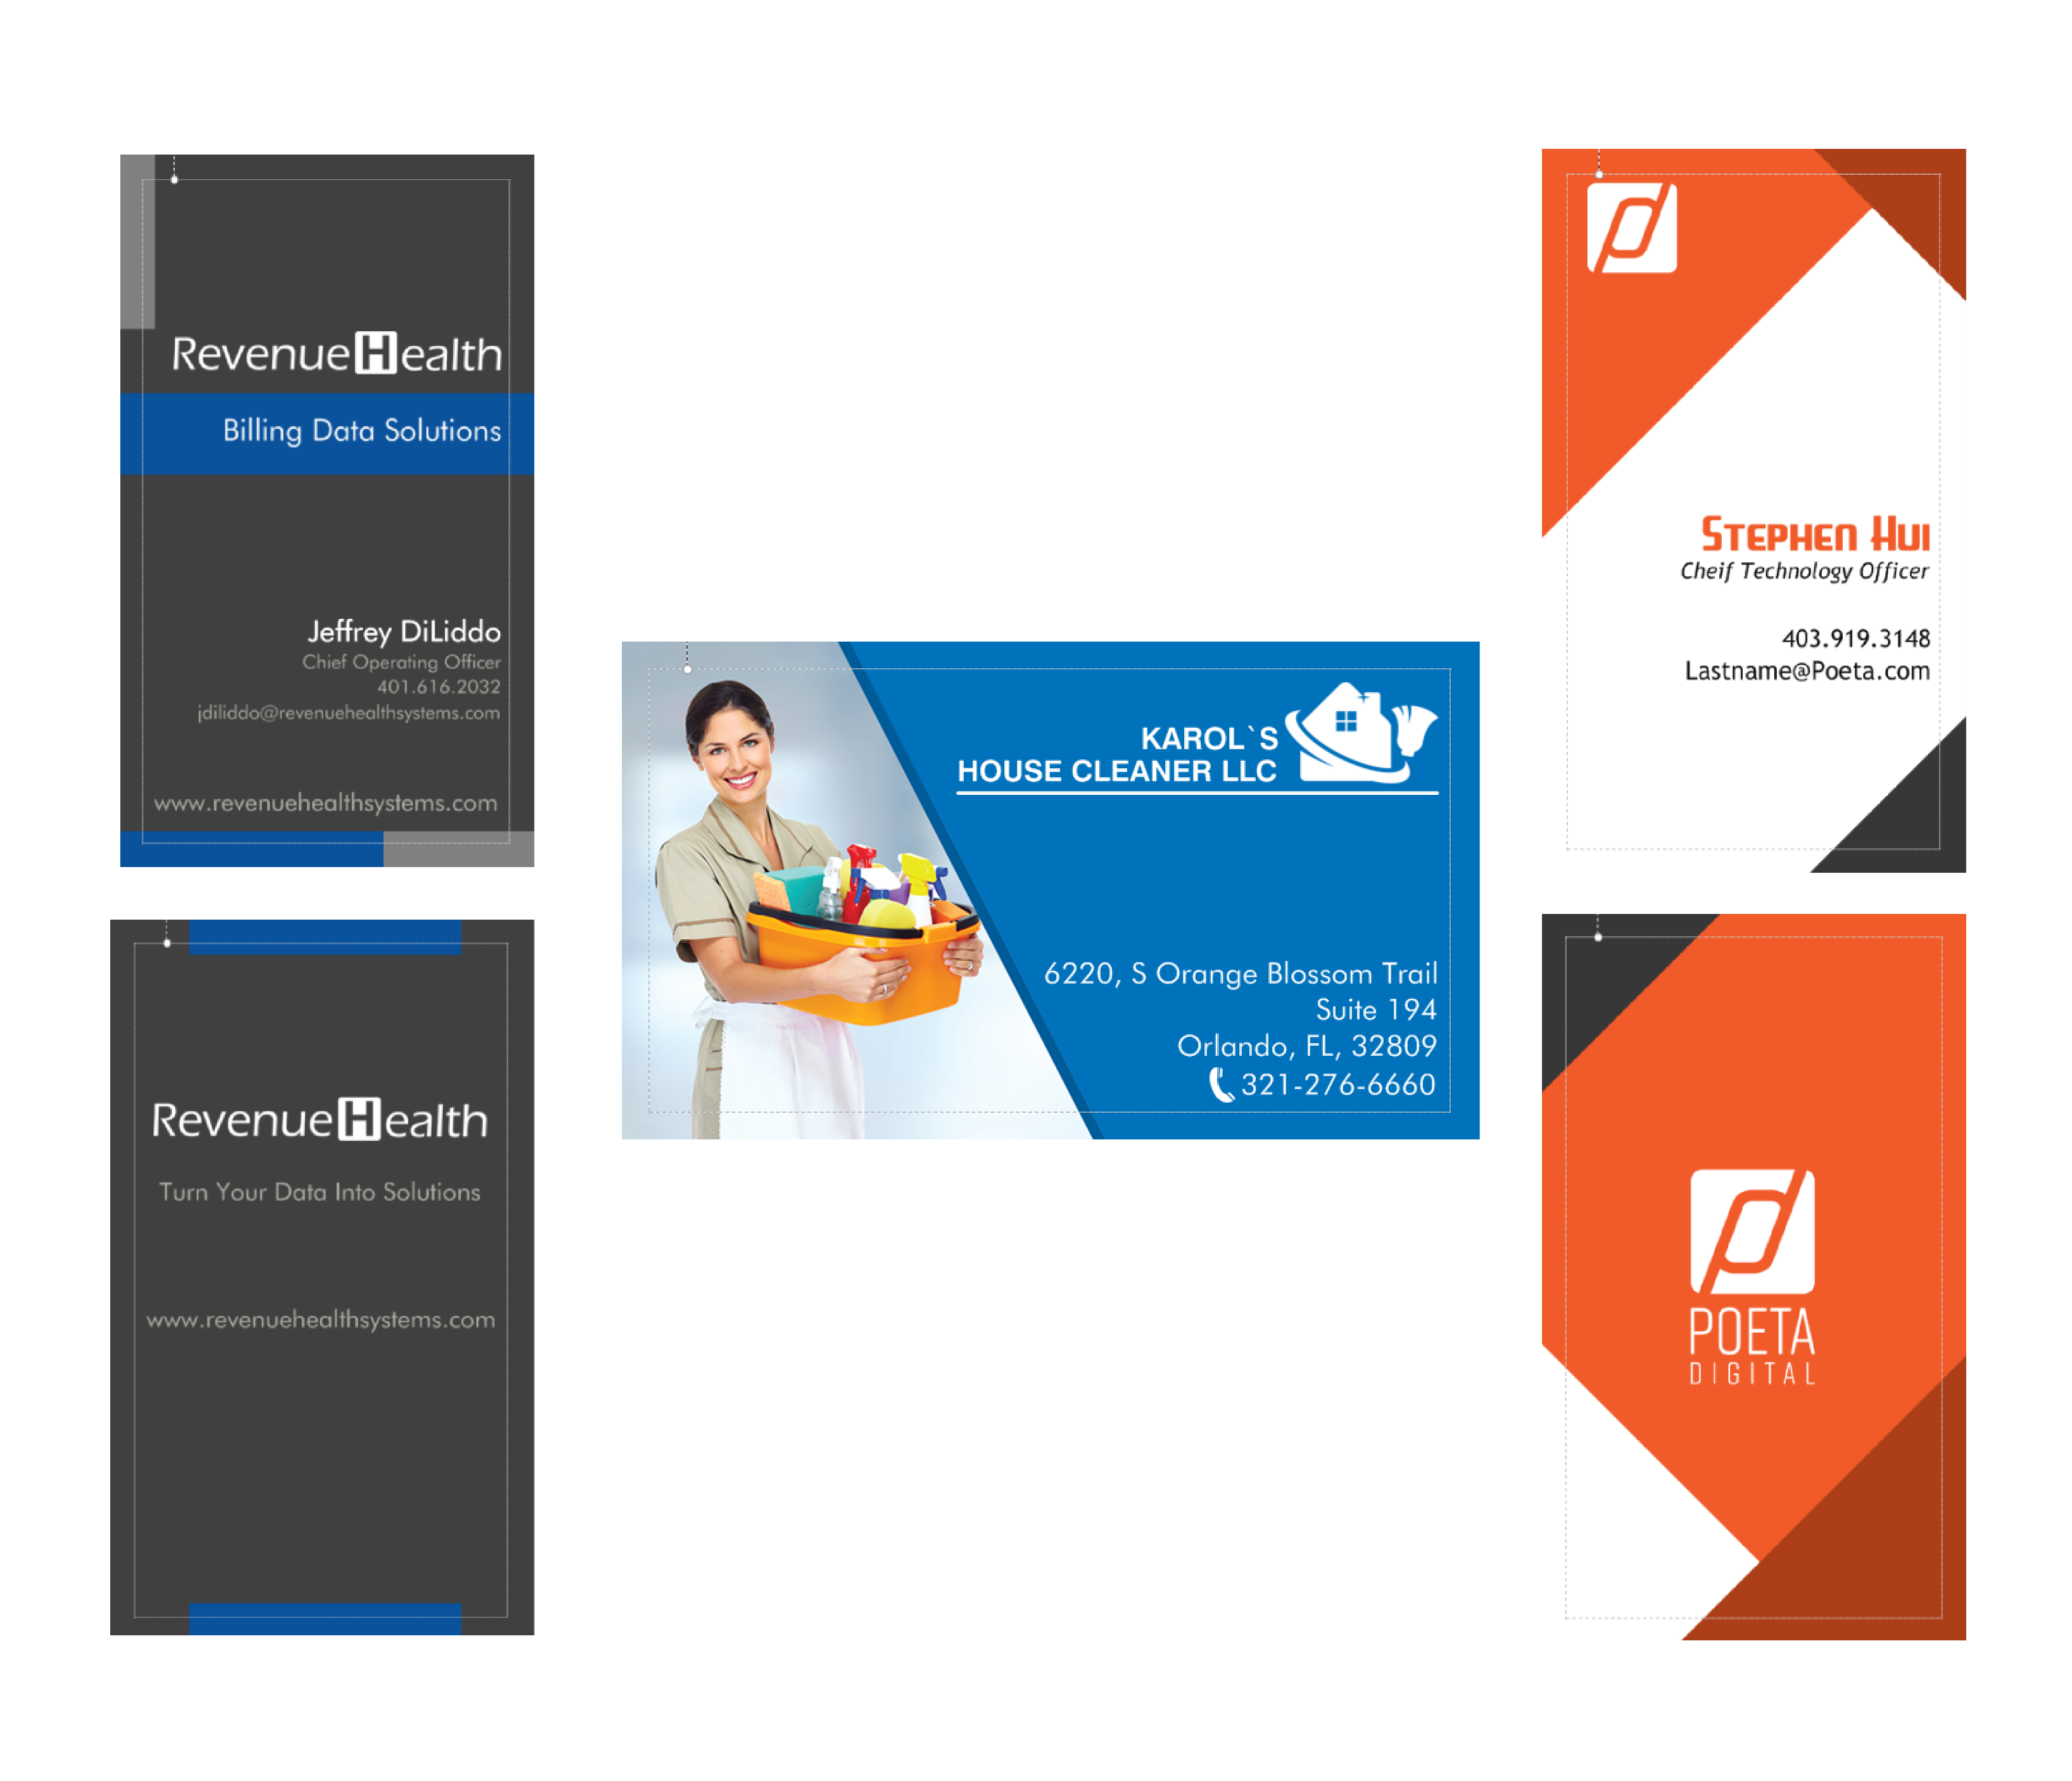 RevenueHealth
Billing Data Solutions
Jeffrey DiLiddo
Chief Operating Officer
401.616.2032
jdiliddo@revenuehealthsystems.com
www.revenuehealthsystems.com
RevenueHealth
Turn Your Data Into Solutions
www.revenuehealthsystems.com
KAROL`S
HOUSE CLEANER LLC
6220, S Orange Blossom Trail
Suite 194
Orlando, FL, 32809
321-276-6660
Stephen Hui
Cheif Technology Officer
403.919.3148
Lastname@Poeta.com
POETA
DIGITAL